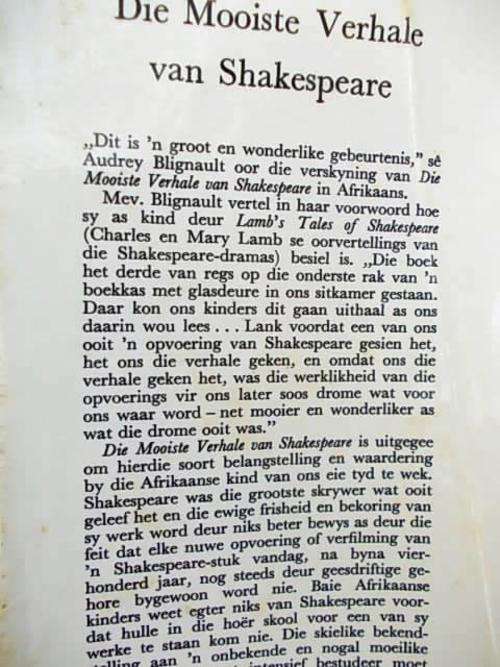 Die Mooiste Verhale
van Shakespeare
„Dit is 'n groot en wonderlike gebeurtenis,” sê
Audrey Blignault oor die verskyning van Die
Mooiste Verhale van Shakespeare in Afrikaans.
Mev. Blignault vertel in haar voorwoord hoe
sy as kind deur Lamb's Tales of Shakespeare
(Charles en Mary Lamb se oorvertellings van
die Shakespeare-dramas) besiel is. „Die boek
het derde van regs op die onderste rak van 'n
boekkas met glasdeure in ons sitkamer gestaan.
Daar kon ons kinders dit gaan uithaal as ons
daarin wou lees . . . Lank voordat een van ons
ooit 'n opvoering van Shakespeare gesien het,
het ons die verhale geken, en omdat ons die
verhale geken het, was die werklikheid van die
opvoerings vir ons later soos drome wat voor
ons waar word – net mooier en wonderliker as
wat die drome ooit was.”
Die Mooiste Verhale van Shakespeare is uitgegee
om hierdie soort belangstelling en waardering
by die Afrikaanse kind van ons eie tyd te wek.
Shakespeare was die grootste skrywer wat ooit
geleef het en die ewige frisheid en bekoring van
sy werk word deur niks beter bewys as deur die
feit dat elke nuwe opvoering of verfilming van
'n Shakespeare-stuk vandag, na byna vier-
honderd jaar, nog steeds deur geesdriftige ge-
hore bygewoon word nie. Baie Afrikaanse
kinders weet egter niks van Shakespeare voor-
dat hulle in die hoër skool voor een van sy
werke te staan kom nie. Die skielike bekend-
stelling aan 'n onbekende en nogal moeilike
intensief bestudeer moet